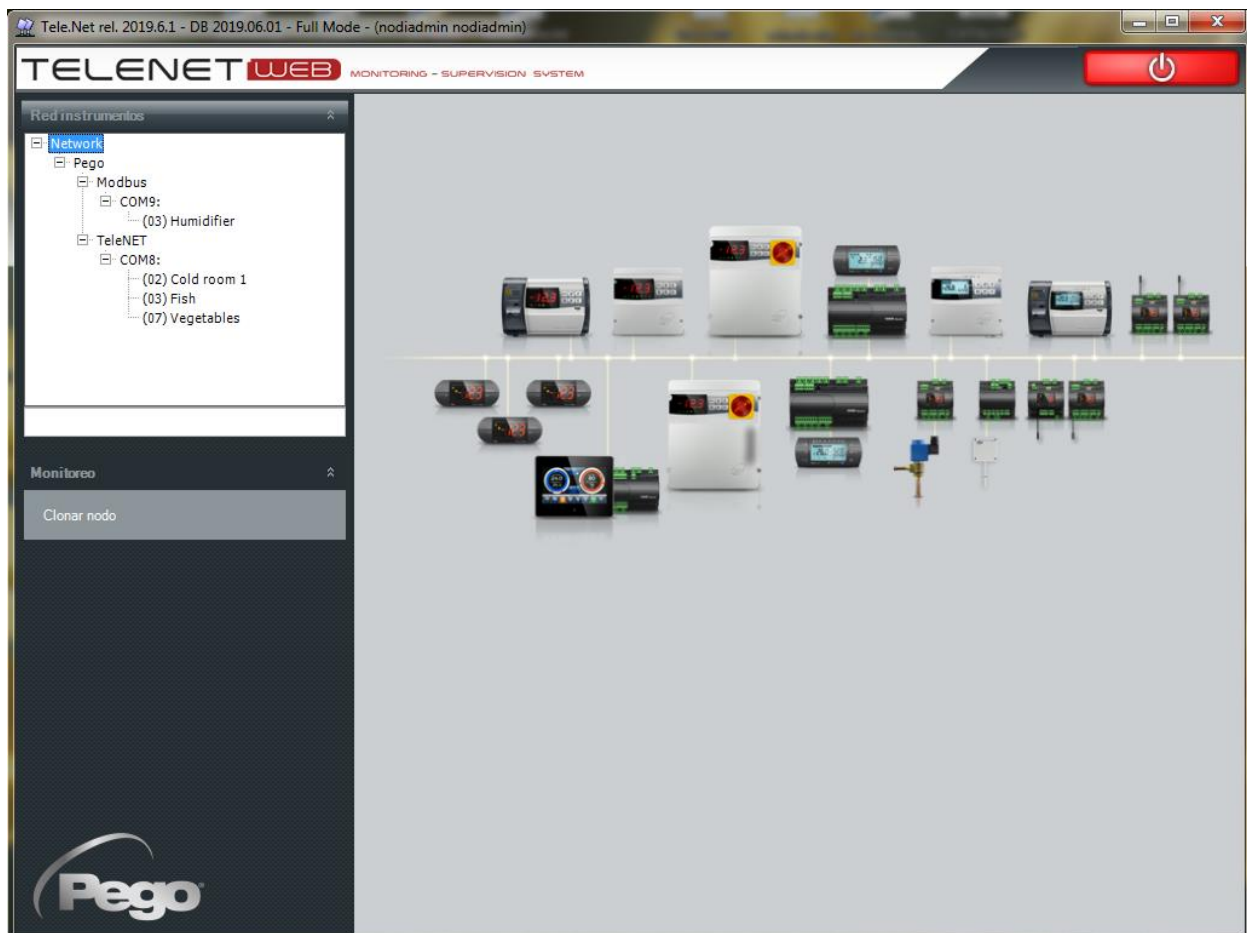 Tele.Net rel. 2019.6.1 - DB 2019.06.01 - Full Mode - (nodiadmin nodiadmin)
TELENET WEB MONITORING - SUPERVISION SYSTEM
Red instrumentos
Network
Pego
Modbus
COM9:
(03) Humidifier
TeleNET
COM8:
(02) Cold room 1
(03) Fish
(07) Vegetables
Monitoreo
Clonar nodo
Pego